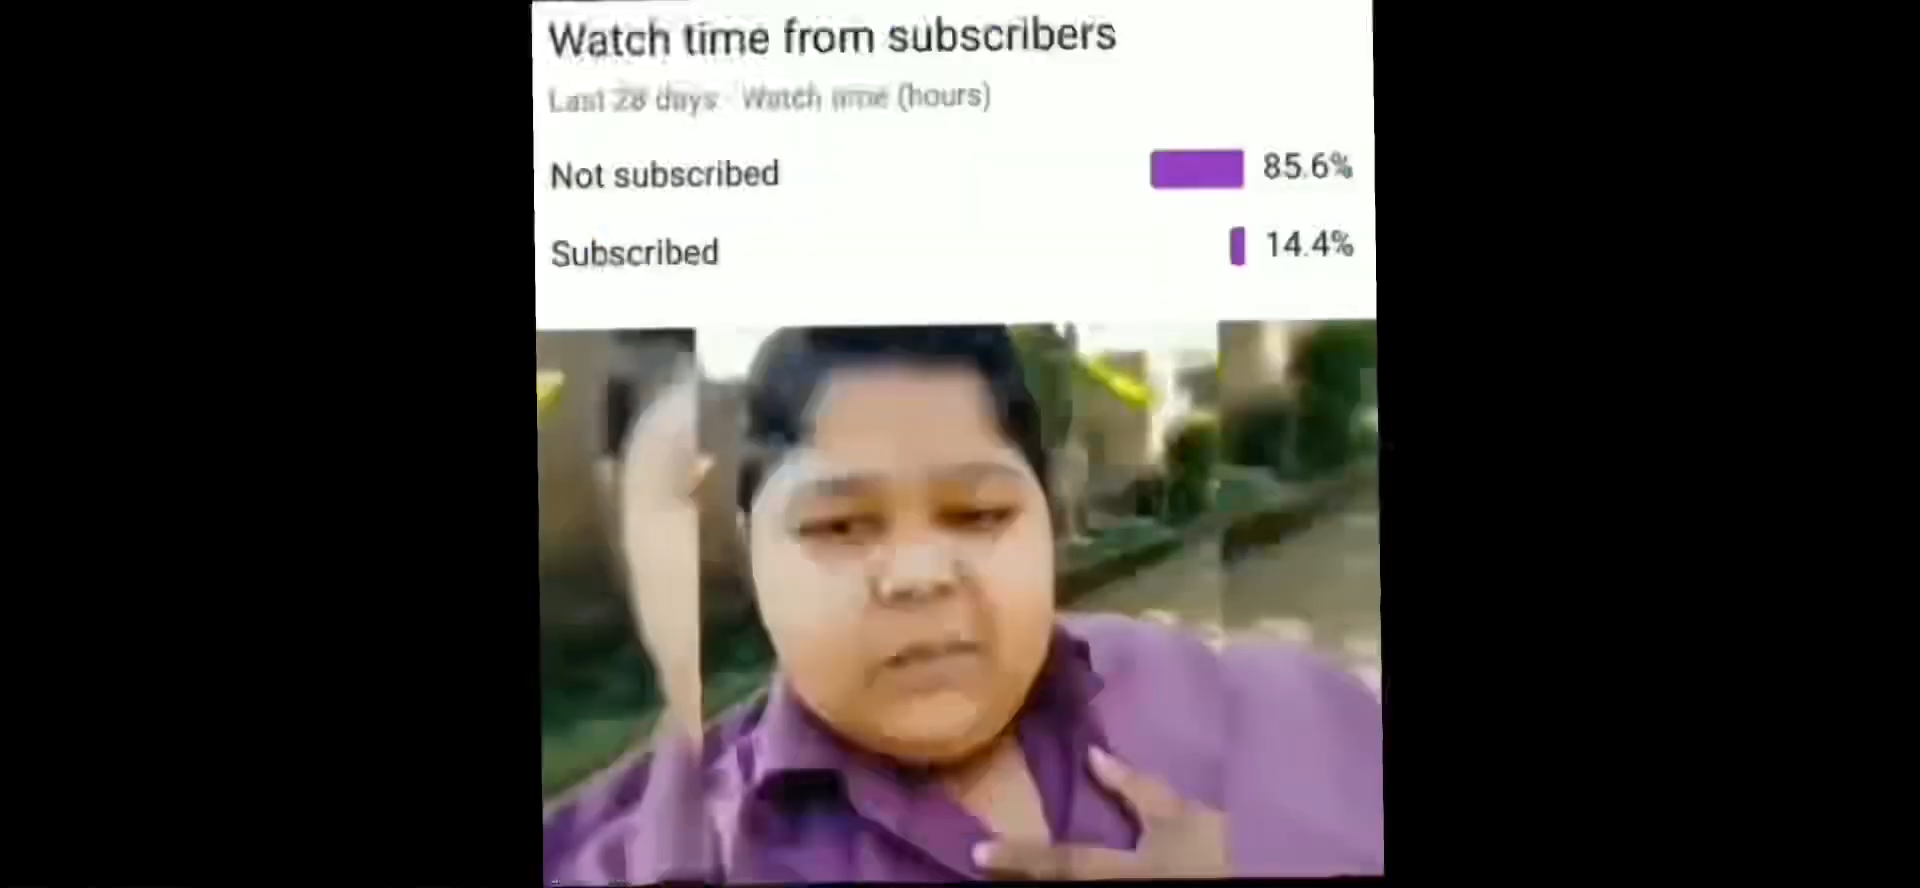 Watch time from subscribers
Last 28 days · Watch time (hours)
Not subscribed 85.6%
Subscribed 14.4%